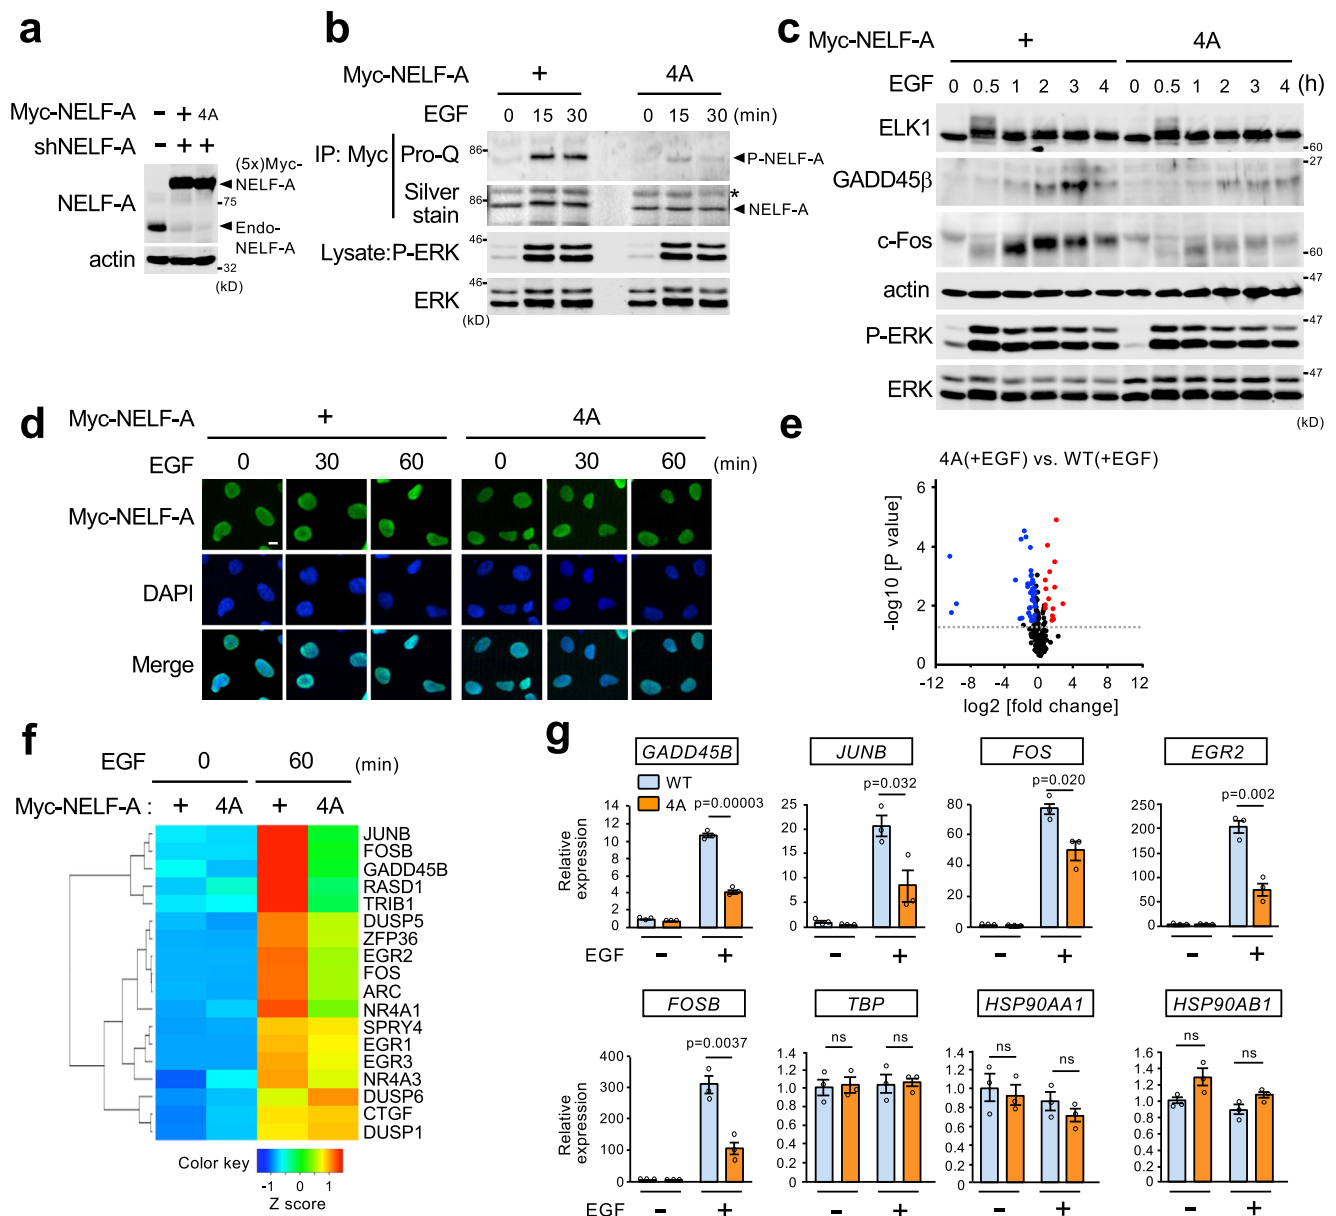 a
Myc-NELF-A − + 4A
shNELF-A − + +
NELF-A
(5x)Myc-
NELF-A
75
Endo-
NELF-A
actin
32
(kD)
b
Myc-NELF-A + 4A
EGF 0 15 30 0 15 30 (min)
IP: Myc Pro-Q 86 P-NELF-A
Silver stain 86 * NELF-A
Lysate: P-ERK 46
ERK 46
(kD)
c
Myc-NELF-A + 4A
EGF 0 0.5 1 2 3 4 0 0.5 1 2 3 4 (h)
ELK1 60
GADD45β 27
c-Fos 60
actin 47
P-ERK 47
ERK 47
(kD)
d
Myc-NELF-A + 4A
EGF 0 30 60 0 30 60 (min)
Myc-NELF-A
DAPI
Merge
e
4A(+EGF) vs. WT(+EGF)
-log10 [P value]
6
4
2
0
-12 -8 -4 0 4 8 12
log2 [fold change]
f
EGF 0 60 (min)
Myc-NELF-A : + 4A + 4A
JUNB
FOSB
GADD45B
RASD1
TRIB1
DUSP5
ZFP36
EGR2
FOS
ARC
NR4A1
SPRY4
EGR1
EGR3
NR4A3
DUSP6
CTGF
DUSP1
Color key
-1 0 1
Z score
g
GADD45B
WT
4A
p=0.00003
Relative expression
14
12
10
8
6
4
2
0
EGF − +
JUNB
p=0.032
25
20
15
10
5
0
− +
FOS
p=0.020
80
60
40
20
0
− +
EGR2
p=0.002
250
200
150
100
50
0
− +
FOSB
p=0.0037
Relative expression
400
300
200
100
0
EGF − +
TBP
ns ns
1.4
1.2
1.0
0.8
0.6
0.4
0.2
0
− +
HSP90AA1
ns ns
1.4
1.2
1.0
0.8
0.6
0.4
0.2
0
− +
HSP90AB1
ns ns
1.6
1.4
1.2
1.0
0.8
0.6
0.4
0.2
0
− +